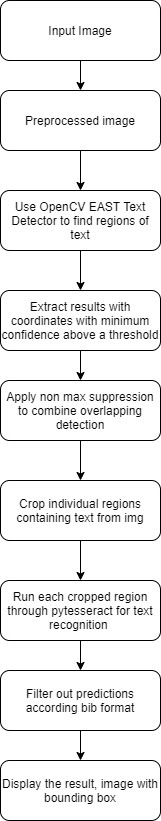 Input Image
Preprocessed image
Use OpenCV EAST Text
Detector to find regions of
text
Extract results with
coordinates with minimum
confidence above a threshold
Apply non max suppression
to combine overlapping
detection
Crop individual regions
containing text from img
Run each cropped region
through pytesseract for text
recognition
Filter out predictions
according bib format
Display the result, image with
bounding box